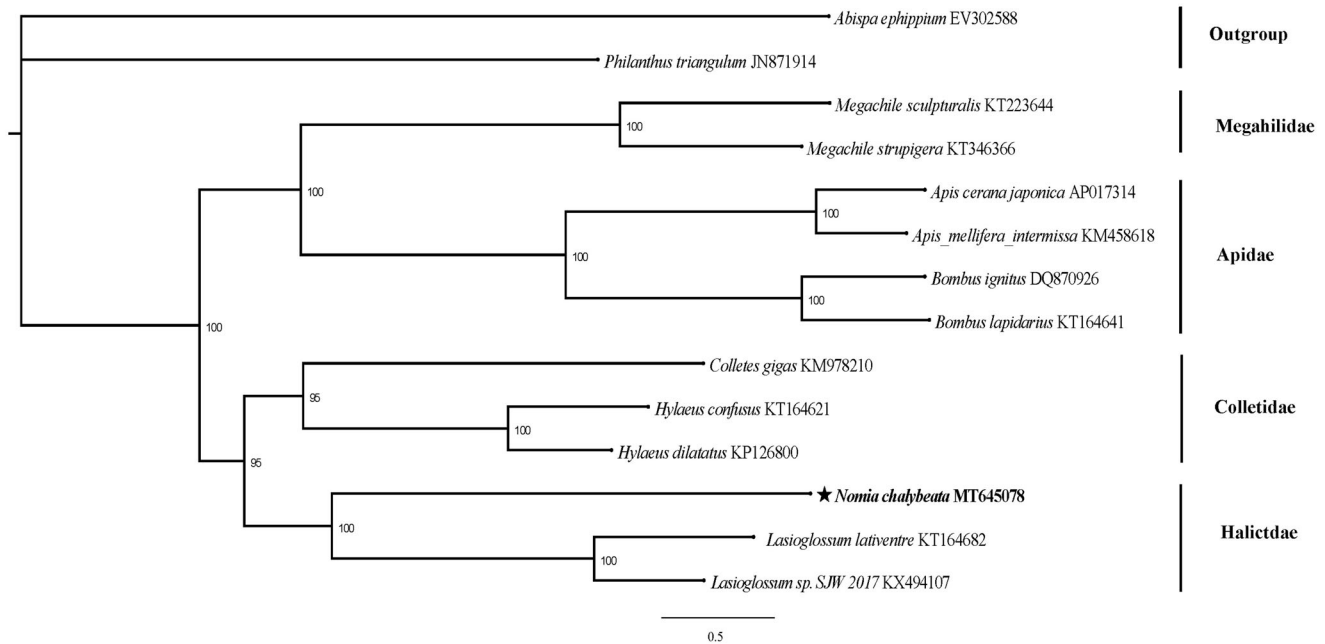 Abispa ephippium EV302588
Outgroup
Philanthus triangulum JN871914
Megachile sculpturalis KT223644
100
Megahilidae
Megachile strupigera KT346366
100
Apis cerana japonica AP017314
100
Apis_mellifera_intermissa KM458618
100
Apidae
Bombus ignitus DQ870926
100
Bombus lapidarius KT164641
100
Colletes gigas KM978210
95
Hylaeus confusus KT164621
Colletidae
100
Hylaeus dilatatus KP126800
95
★ Nomia chalybeata MT645078
100
Halictdae
Lasioglossum lativentre KT164682
100
Lasioglossum sp. SJW 2017 KX494107
0.5